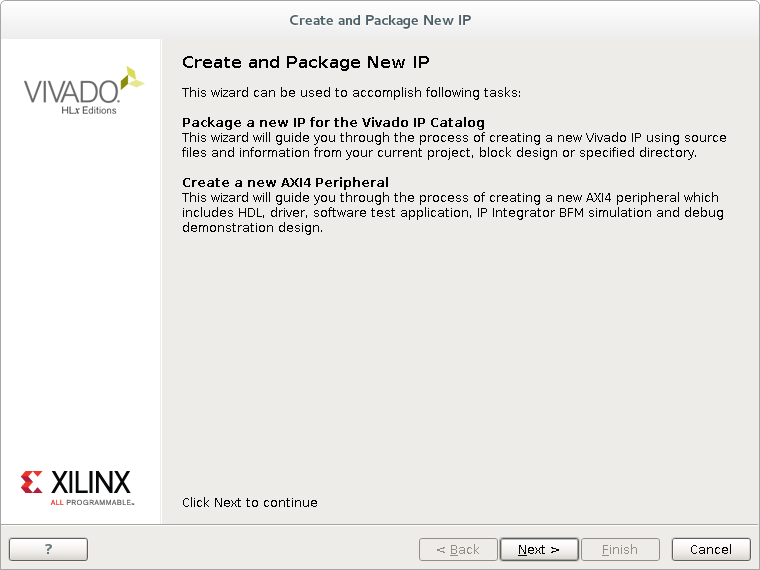 Create and Package New IP
VIVADO.
HLx Editions
Create and Package New IP
This wizard can be used to accomplish following tasks:
Package a new IP for the Vivado IP Catalog
This wizard will guide you through the process of creating a new Vivado IP using source
files and information from your current project, block design or specified directory.
Create a new AXI4 Peripheral
This wizard will guide you through the process of creating a new AXI4 peripheral which
includes HDL, driver, software test application, IP Integrator BFM simulation and debug
demonstration design.
XILINX
ALL PROGRAMMABLE™
Click Next to continue
? < Back Next > Finish Cancel